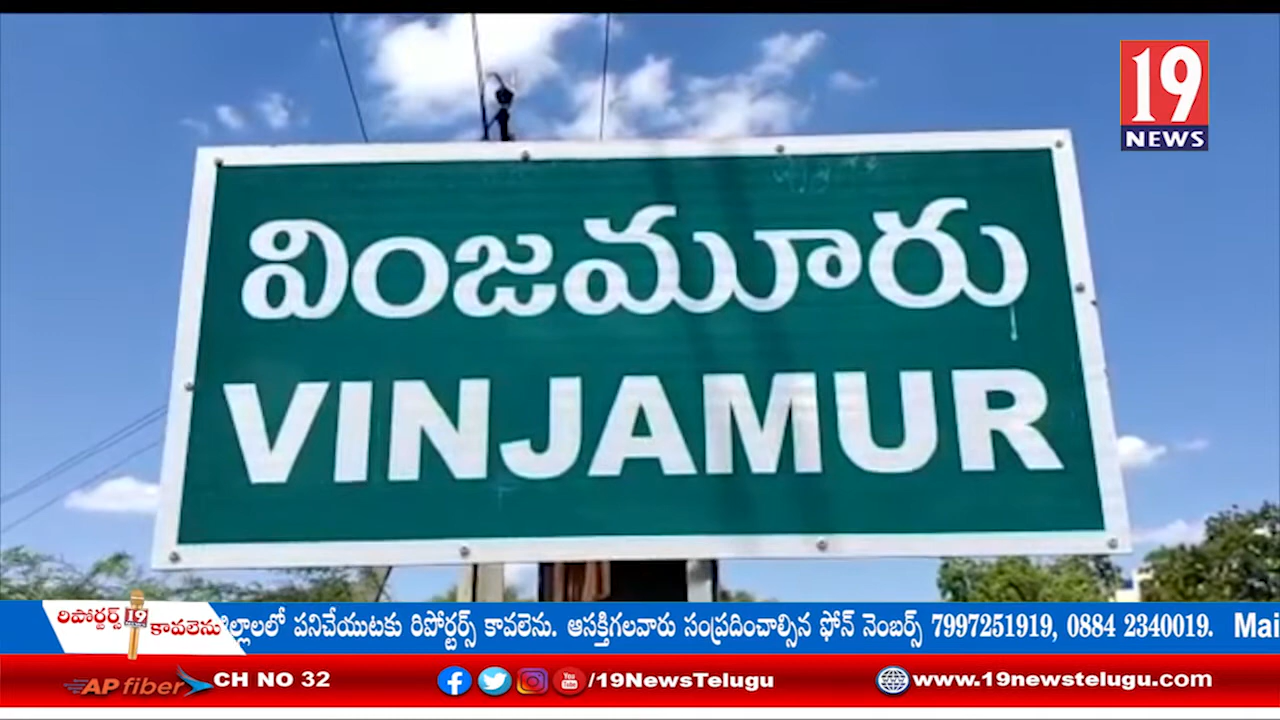 19
NEWS
వింజమూరు
VINJAMUR
రిపోర్టర్స్ 19 కావలెను
ల్లాలలో పనిచేయుటకు రిపోర్టర్స్ కావలెను. ఆసక్తిగలవారు సంప్రదించాల్సిన ఫోన్ నెంబర్స్ 7997251919, 0884 2340019. Mai
AP fiber CH NO 32 /19NewsTelugu www.19newstelugu.com